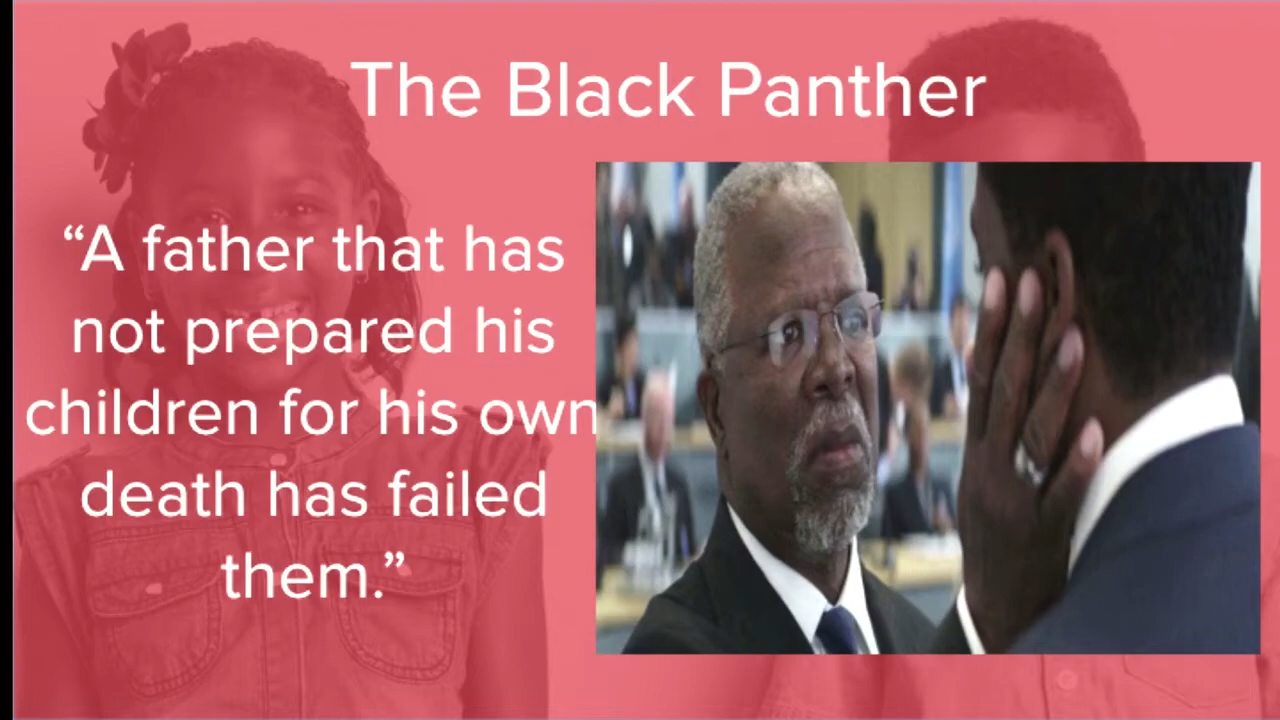 The Black Panther
“A father that has
not prepared his
children for his own
death has failed
them.”